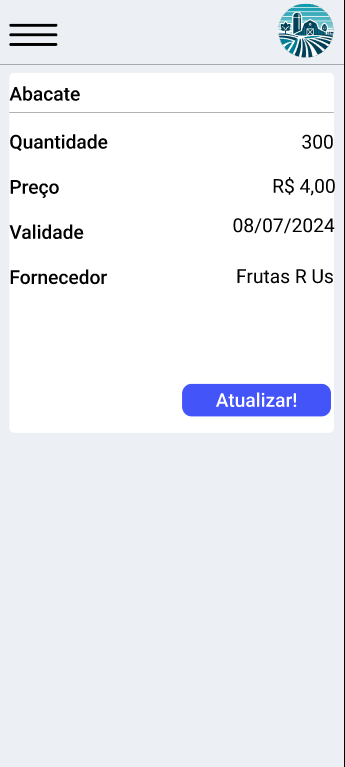 Abacate
Quantidade 300
Preço R$ 4,00
Validade 08/07/2024
Fornecedor Frutas R Us
Atualizar!